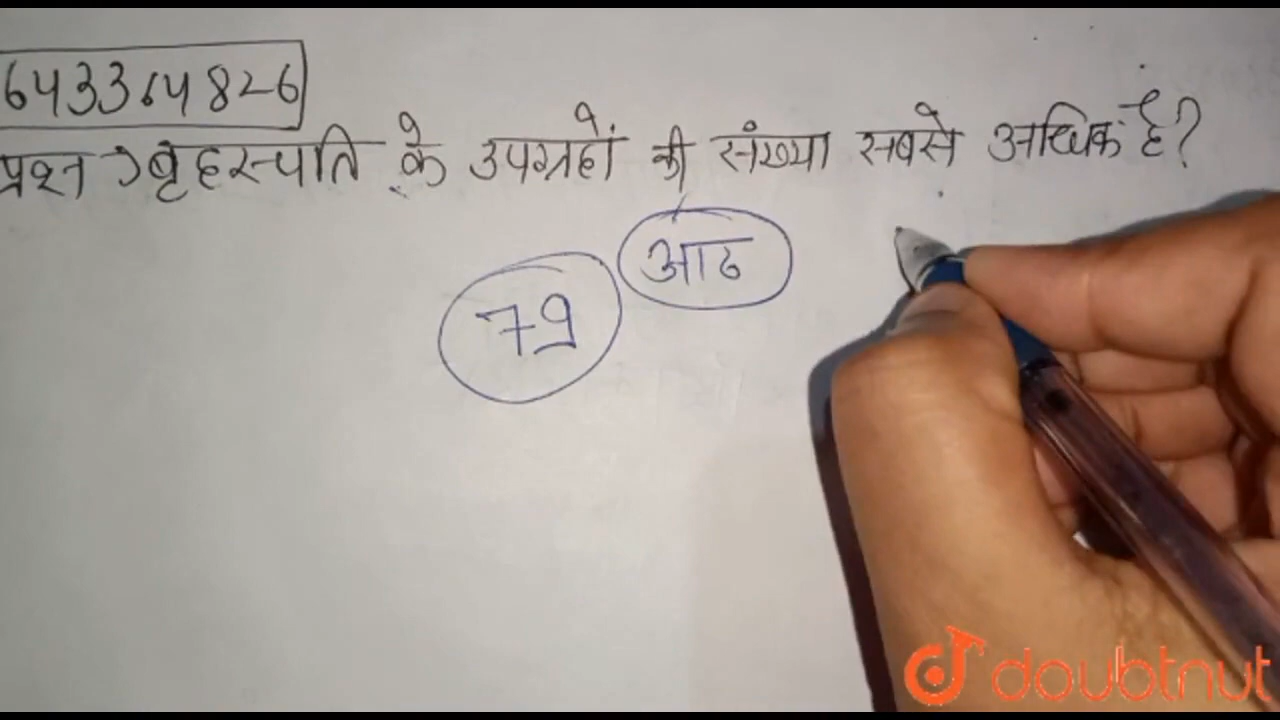 643364826
प्रश्न → बृहस्पति के उपग्रहों की संख्या सबसे अधिक है?
आठ
79
doubtnut